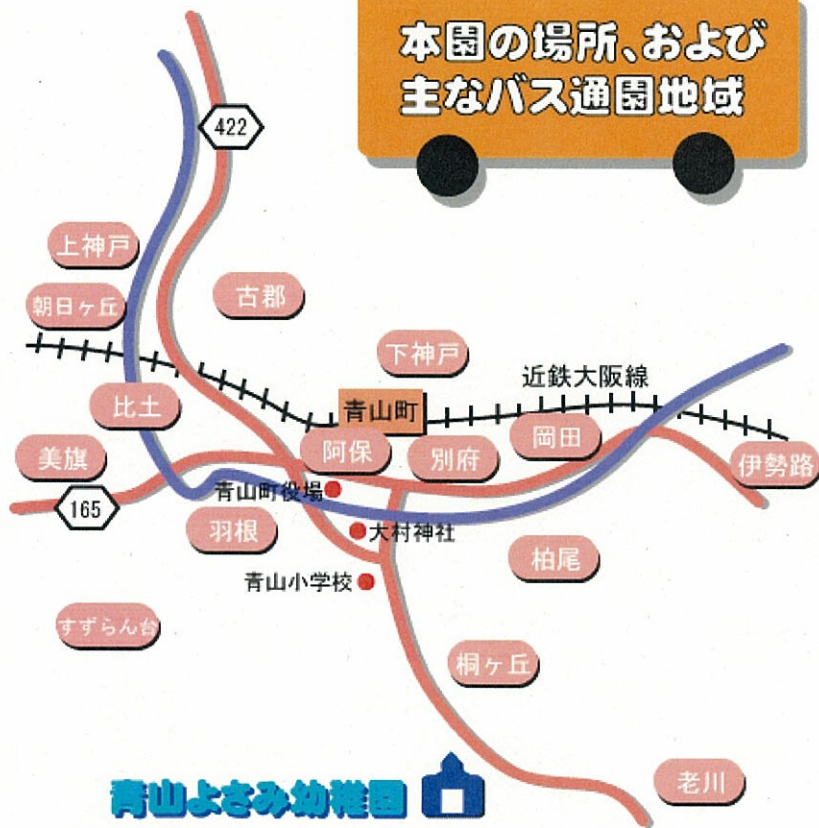 本園の場所、および
主なバス通園地域
422
上神戸
古郡
朝日ヶ丘
下神戸
近鉄大阪線
比土
青山町
岡田
阿保
別府
美旗
伊勢路
青山町役場
165
羽根
大村神社
柏尾
青山小学校
すずらん台
桐ヶ丘
老川
青山よさみ幼稚園